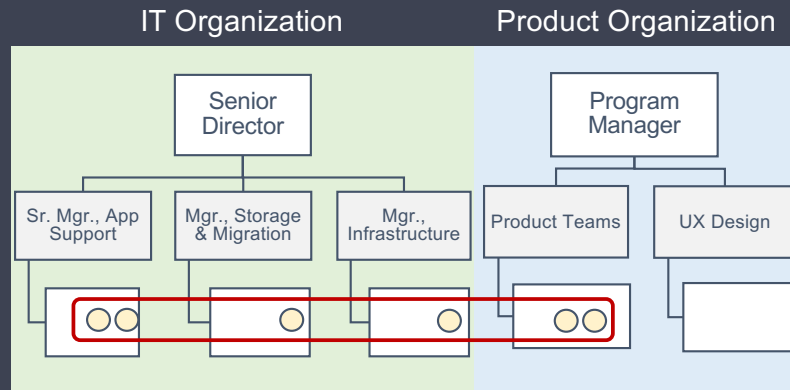 IT Organization
Product Organization
Senior
Director
Program
Manager
Sr. Mgr., App
Support
Mgr., Storage
& Migration
Mgr.,
Infrastructure
Product Teams
UX Design